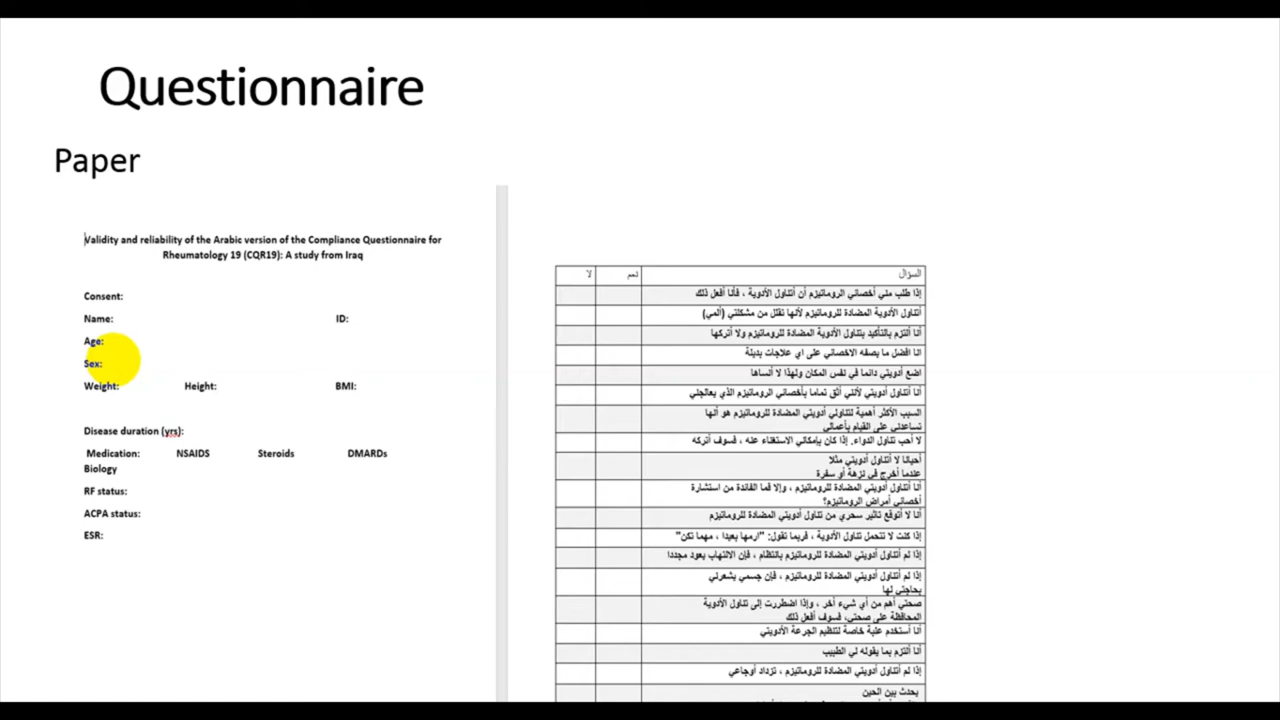 Questionnaire
Paper
Validity and reliability of the Arabic version of the Compliance Questionnaire for
Rheumatology 19 (CQR19): A study from Iraq
Consent:
Name: ID:
Age:
Sex:
Weight: Height: BMI:
Disease duration (yrs):
Medication: NSAIDS Steroids DMARDs
Biology
RF status:
ACPA status:
ESR:
السؤال نعم لا
إذا طلب مني أخصائي الروماتيزم أن أتناول الأدوية ، فأنا أفعل ذلك
أتناول الأدوية المضادة للروماتيزم لأنها تقلل من مشكلتي (ألمي)
أنا ألتزم بالتأكيد بتناول الأدوية المضادة للروماتيزم ولا أتركها
انا افضل ما يصفه الاخصائي على اي علاجات بديلة
اضع أدويتي دائما في نفس المكان ولهذا لا أنساها
أنا أتناول أدويتي لأنني أثق تماما بأخصائي الروماتيزم الذي يعالجني
السبب الأكثر أهمية لتناولي أدويتي المضادة للروماتيزم هو أنها
تساعدني على القيام بأعمالي
لا أحب تناول الدواء. إذا كان بإمكاني الاستغناء عنه ، فسوف أتركه
أحيانا لا أتناول أدويتي مثلا
عندما أخرج في نزهة أو سفرة
أنا أتناول أدويتي المضادة للروماتيزم ، وإلا فما الفائدة من استشارة
أخصائي أمراض الروماتيزم؟
أنا لا أتوقع تاثير سحري من تناول أدويتي المضادة للروماتيزم
إذا كنت لا تتحمل تناول الأدوية ، فربما تقول: "ارمها بعيدا ، مهما تكن"
إذا لم أتناول أدويتي المضادة للروماتيزم بانتظام ، فإن الالتهاب يعود مجددا
إذا لم أتناول أدويتي المضادة للروماتيزم ، فإن جسمي يشعرني
بحاجتي لها
صحتي أهم من أي شيء أخر ، وإذا اضطررت إلى تناول الأدوية
المحافظة على صحتي، فسوف أفعل ذلك
أنا أستخدم علبة خاصة لتنظيم الجرعة الأدويتي
أنا ألتزم بما يقوله لي الطبيب
إذا لم أتناول أدويتي المضادة للروماتيزم ، تزداد أوجاعي
يحدث بين الحين